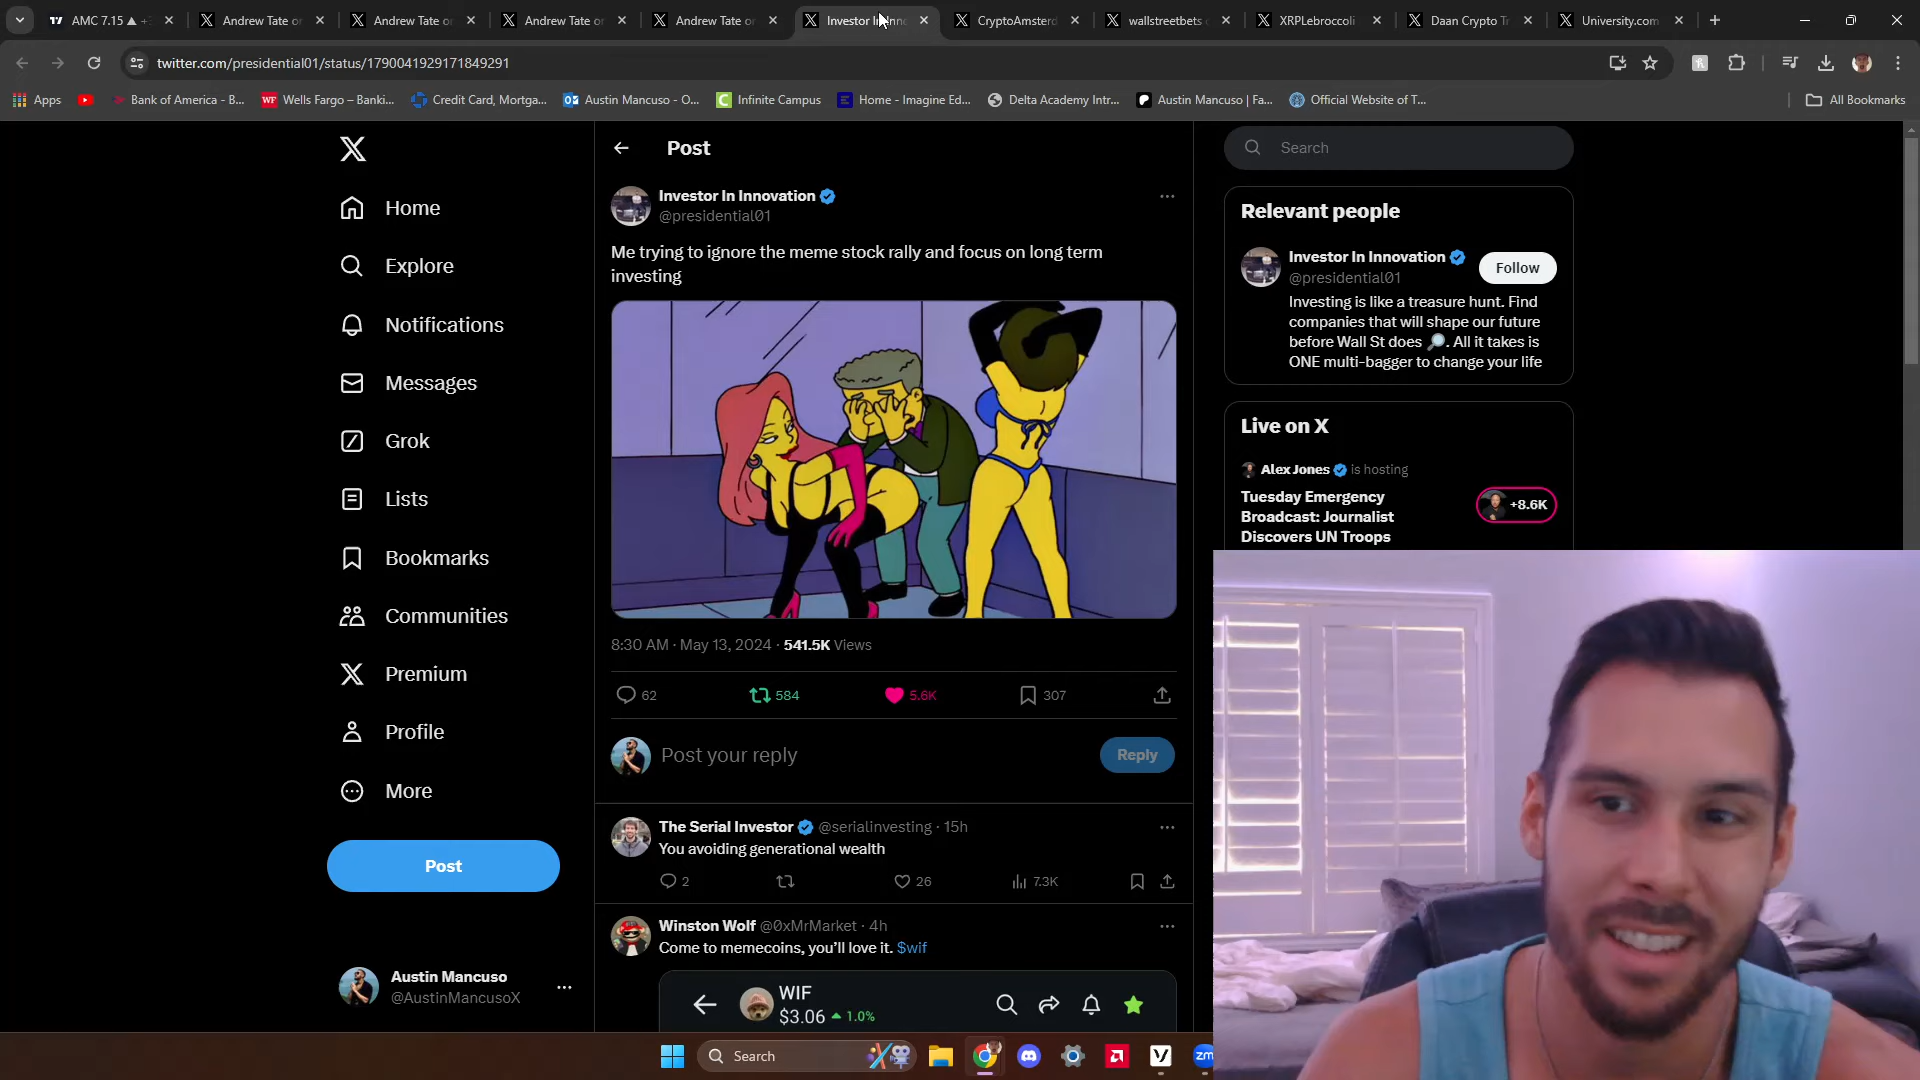 AMC 7.15 ▲ +
Andrew Tate or
Andrew Tate or
Andrew Tate or
Andrew Tate or
Investor In Inno
CryptoAmsterd
wallstreetbets
XRPLebroccoli
Daan Crypto Tr
University.com
twitter.com/presidential01/status/1790041929171849291
Apps
Bank of America - B...
Wells Fargo – Banki...
Credit Card, Mortga...
Austin Mancuso - O...
Infinite Campus
Home - Imagine Ed...
Delta Academy Intr...
Austin Mancuso | Fa...
Official Website of T...
All Bookmarks
Home
Explore
Notifications
Messages
Grok
Lists
Bookmarks
Communities
Premium
Profile
More
Post
Austin Mancuso
@AustinMancusoX
Post
Investor In Innovation
@presidential01
Me trying to ignore the meme stock rally and focus on long term
investing
8:30 AM · May 13, 2024 · 541.5K Views
62
584
5.6K
307
Post your reply
Reply
The Serial Investor @serialinvesting · 15h
You avoiding generational wealth
2
26
7.3K
Winston Wolf @0xMrMarket · 4h
Come to memecoins, you'll love it. $wif
WIF
$3.06 ▲ 1.0%
Search
Relevant people
Investor In Innovation
@presidential01
Follow
Investing is like a treasure hunt. Find
companies that will shape our future
before Wall St does 🔎. All it takes is
ONE multi-bagger to change your life
Live on X
Alex Jones is hosting
Tuesday Emergency
Broadcast: Journalist
Discovers UN Troops
+8.6K
Search
zm